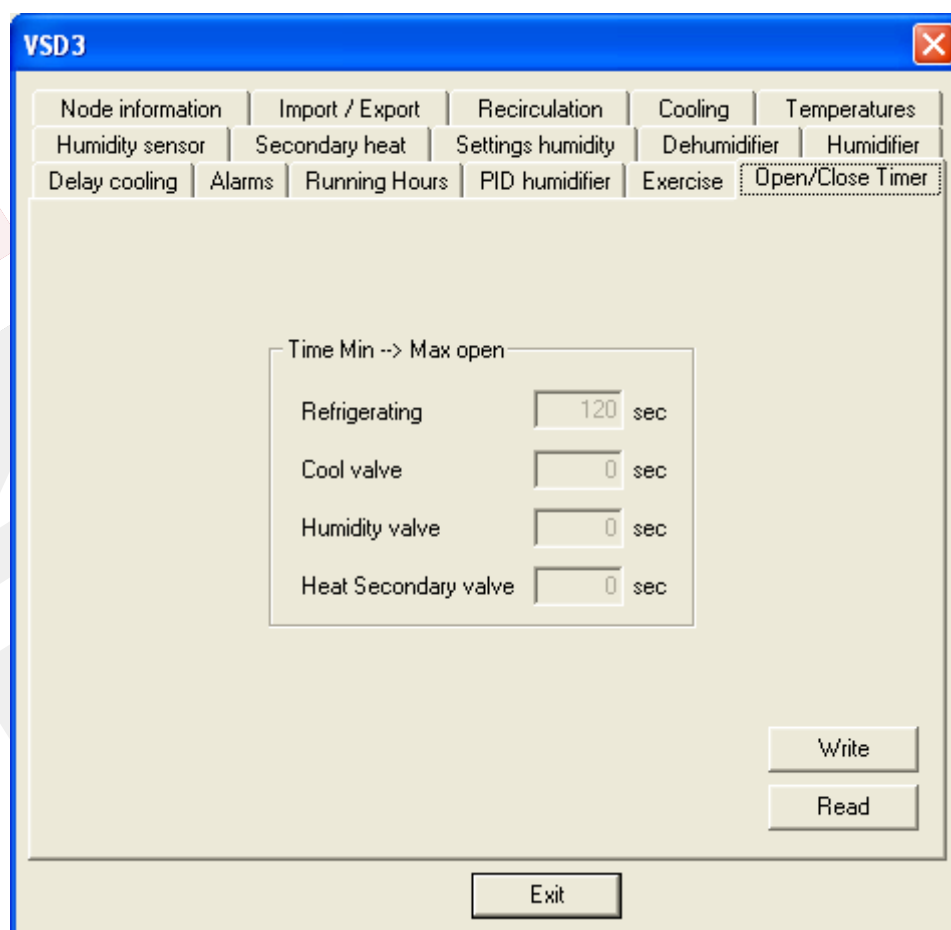 VSD3
Node information Import / Export Recirculation Cooling Temperatures
Humidity sensor Secondary heat Settings humidity Dehumidifier Humidifier
Delay cooling Alarms Running Hours PID humidifier Exercise Open/Close Timer
Time Min --> Max open
Refrigerating 120 sec
Cool valve 0 sec
Humidity valve 0 sec
Heat Secondary valve 0 sec
Write
Read
Exit